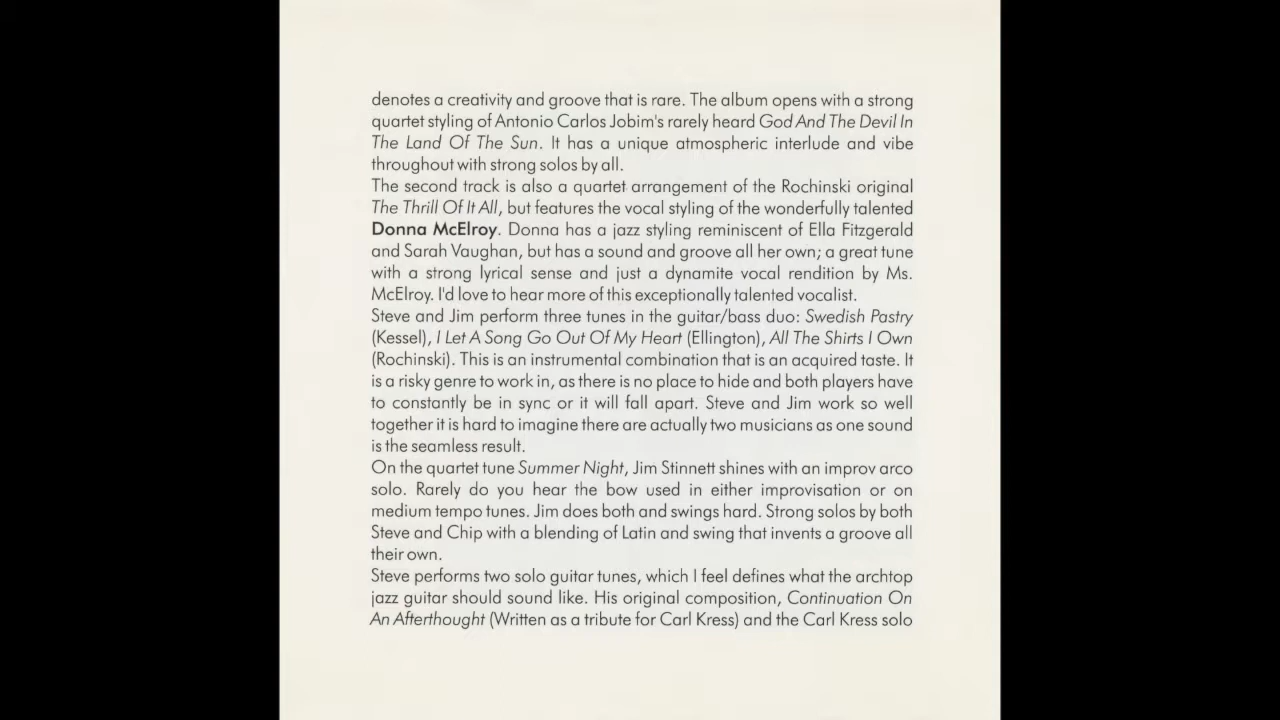 denotes a creativity and groove that is rare. The album opens with a strong
quartet styling of Antonio Carlos Jobim's rarely heard God And The Devil In
The Land Of The Sun. It has a unique atmospheric interlude and vibe
throughout with strong solos by all.
The second track is also a quartet arrangement of the Rochinski original
The Thrill Of It All, but features the vocal styling of the wonderfully talented
Donna McElroy. Donna has a jazz styling reminiscent of Ella Fitzgerald
and Sarah Vaughan, but has a sound and groove all her own; a great tune
with a strong lyrical sense and just a dynamite vocal rendition by Ms.
McElroy. I'd love to hear more of this exceptionally talented vocalist.
Steve and Jim perform three tunes in the guitar/bass duo: Swedish Pastry
(Kessel), I Let A Song Go Out Of My Heart (Ellington), All The Shirts I Own
(Rochinski). This is an instrumental combination that is an acquired taste. It
is a risky genre to work in, as there is no place to hide and both players have
to constantly be in sync or it will fall apart. Steve and Jim work so well
together it is hard to imagine there are actually two musicians as one sound
is the seamless result.
On the quartet tune Summer Night, Jim Stinnett shines with an improv arco
solo. Rarely do you hear the bow used in either improvisation or on
medium tempo tunes. Jim does both and swings hard. Strong solos by both
Steve and Chip with a blending of Latin and swing that invents a groove all
their own.
Steve performs two solo guitar tunes, which I feel defines what the archtop
jazz guitar should sound like. His original composition, Continuation On
An Afterthought (Written as a tribute for Carl Kress) and the Carl Kress solo